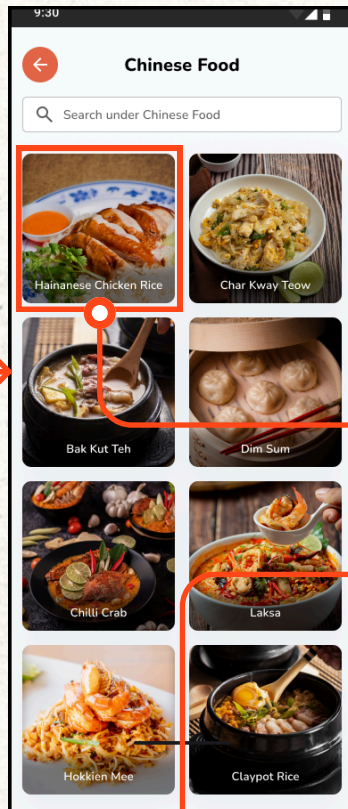 9:30
Chinese Food
Search under Chinese Food
Hainanese Chicken Rice
Char Kway Teow
Bak Kut Teh
Dim Sum
Chilli Crab
Laksa
Hokkien Mee
Claypot Rice